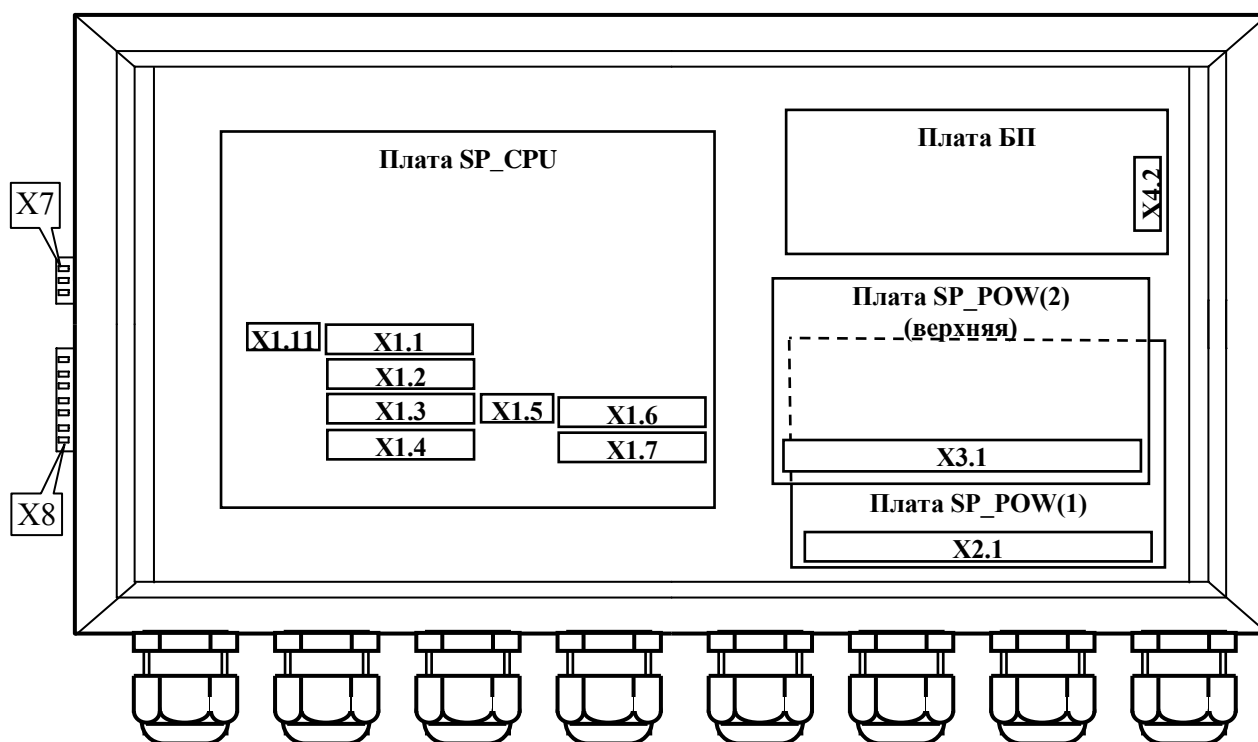 Плата SP_CPU
Плата БП
X4.2
X7
Плата SP_POW(2)
(верхняя)
X1.11
X1.1
X1.2
X1.3
X1.5
X1.6
X1.4
X1.7
X3.1
X8
Плата SP_POW(1)
X2.1